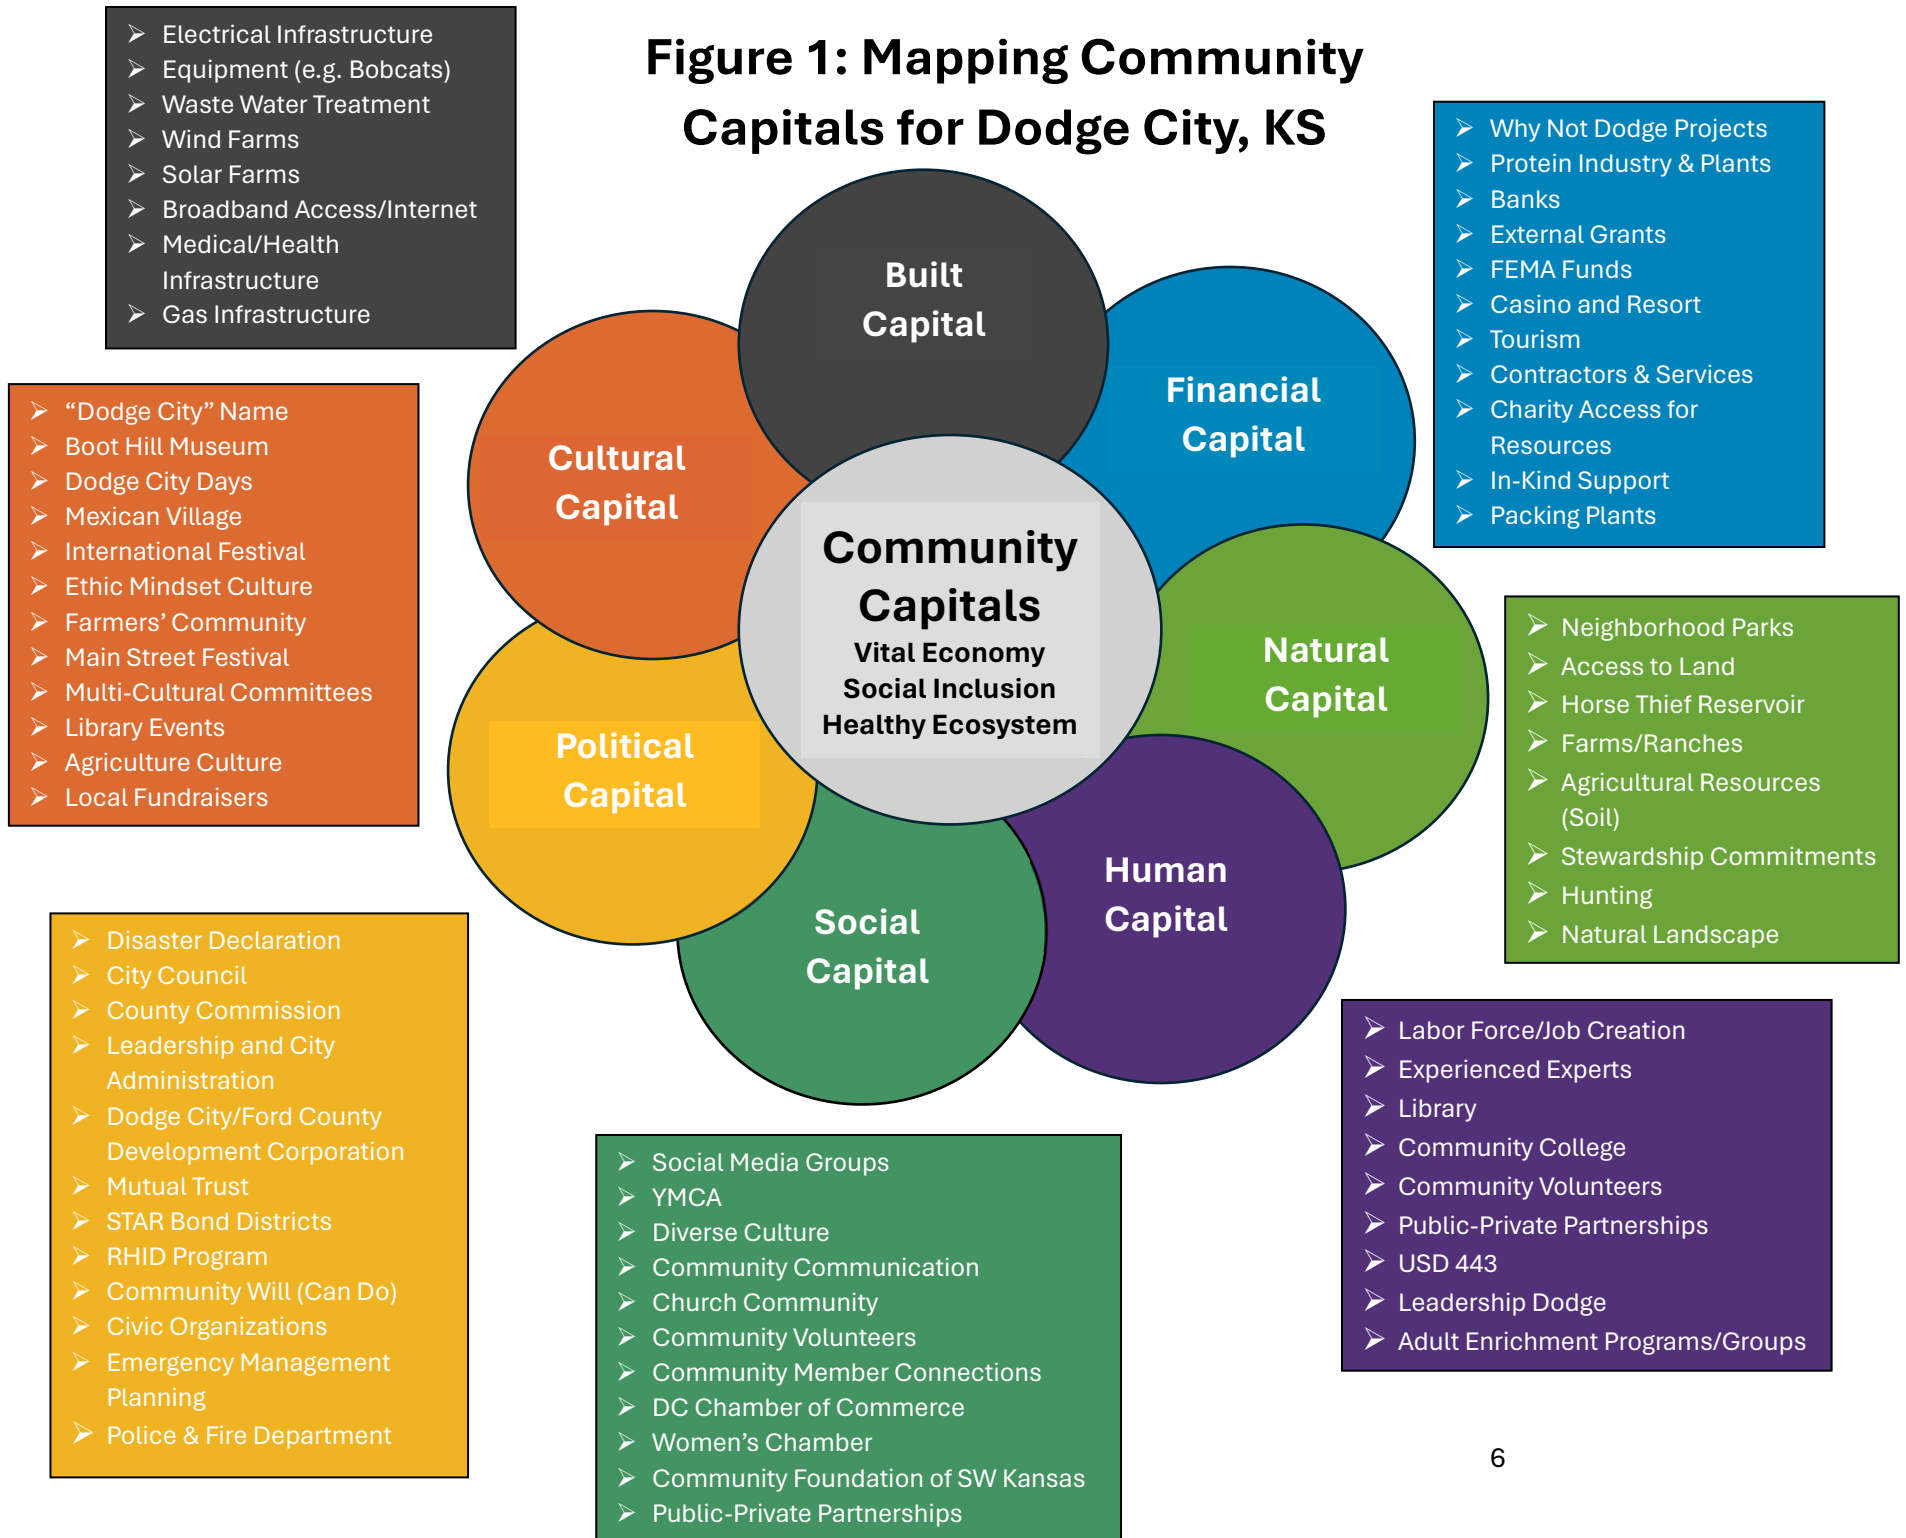 Figure 1: Mapping Community
Capitals for Dodge City, KS
➢ Electrical Infrastructure
➢ Equipment (e.g. Bobcats)
➢ Waste Water Treatment
➢ Wind Farms
➢ Solar Farms
➢ Broadband Access/Internet
➢ Medical/Health
Infrastructure
➢ Gas Infrastructure
➢ Why Not Dodge Projects
➢ Protein Industry & Plants
➢ Banks
➢ External Grants
➢ FEMA Funds
➢ Casino and Resort
➢ Tourism
➢ Contractors & Services
➢ Charity Access for
Resources
➢ In-Kind Support
➢ Packing Plants
➢ “Dodge City” Name
➢ Boot Hill Museum
➢ Dodge City Days
➢ Mexican Village
➢ International Festival
➢ Ethic Mindset Culture
➢ Farmers’ Community
➢ Main Street Festival
➢ Multi-Cultural Committees
➢ Library Events
➢ Agriculture Culture
➢ Local Fundraisers
Built
Capital
Financial
Capital
Cultural
Capital
Community
Capitals
Vital Economy
Social Inclusion
Healthy Ecosystem
Natural
Capital
Political
Capital
Human
Capital
Social
Capital
➢ Neighborhood Parks
➢ Access to Land
➢ Horse Thief Reservoir
➢ Farms/Ranches
➢ Agricultural Resources
(Soil)
➢ Stewardship Commitments
➢ Hunting
➢ Natural Landscape
➢ Disaster Declaration
➢ City Council
➢ County Commission
➢ Leadership and City
Administration
➢ Dodge City/Ford County
Development Corporation
➢ Mutual Trust
➢ STAR Bond Districts
➢ RHID Program
➢ Community Will (Can Do)
➢ Civic Organizations
➢ Emergency Management
Planning
➢ Police & Fire Department
➢ Social Media Groups
➢ YMCA
➢ Diverse Culture
➢ Community Communication
➢ Church Community
➢ Community Volunteers
➢ Community Member Connections
➢ DC Chamber of Commerce
➢ Women’s Chamber
➢ Community Foundation of SW Kansas
➢ Public-Private Partnerships
➢ Labor Force/Job Creation
➢ Experienced Experts
➢ Library
➢ Community College
➢ Community Volunteers
➢ Public-Private Partnerships
➢ USD 443
➢ Leadership Dodge
➢ Adult Enrichment Programs/Groups
6